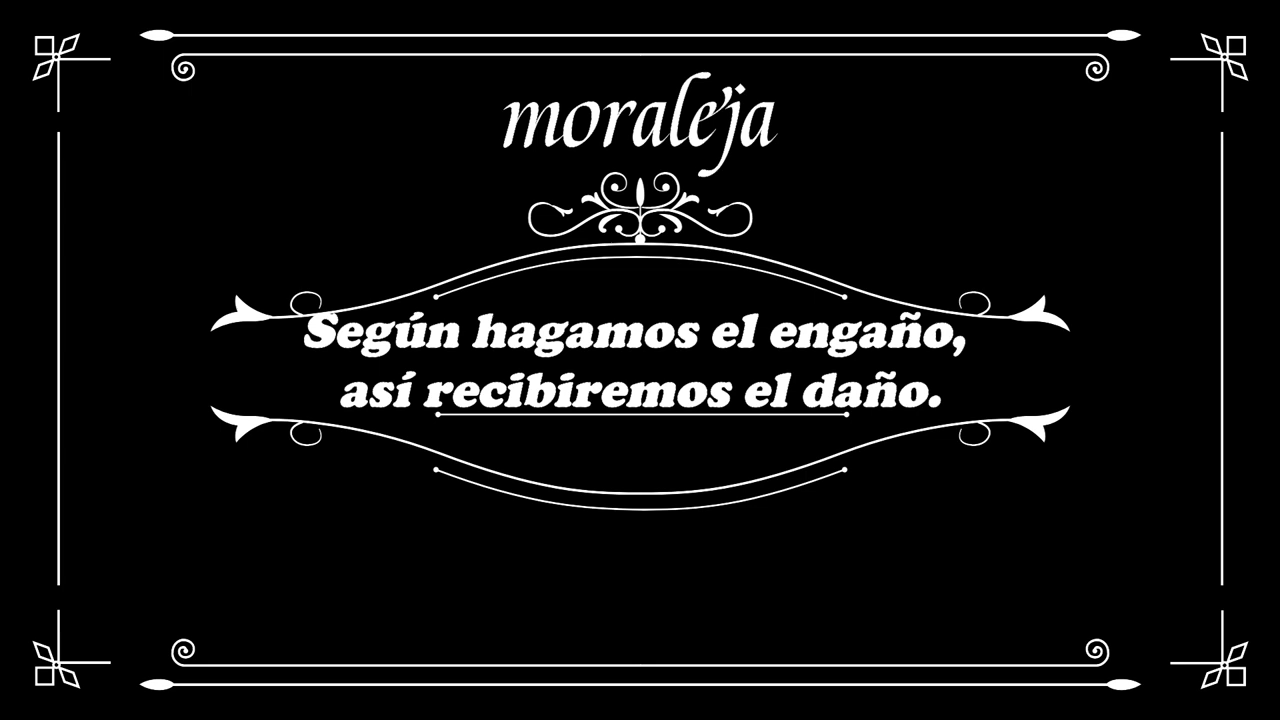 moraleja
Según hagamos el engaño,
así recibiremos el daño.